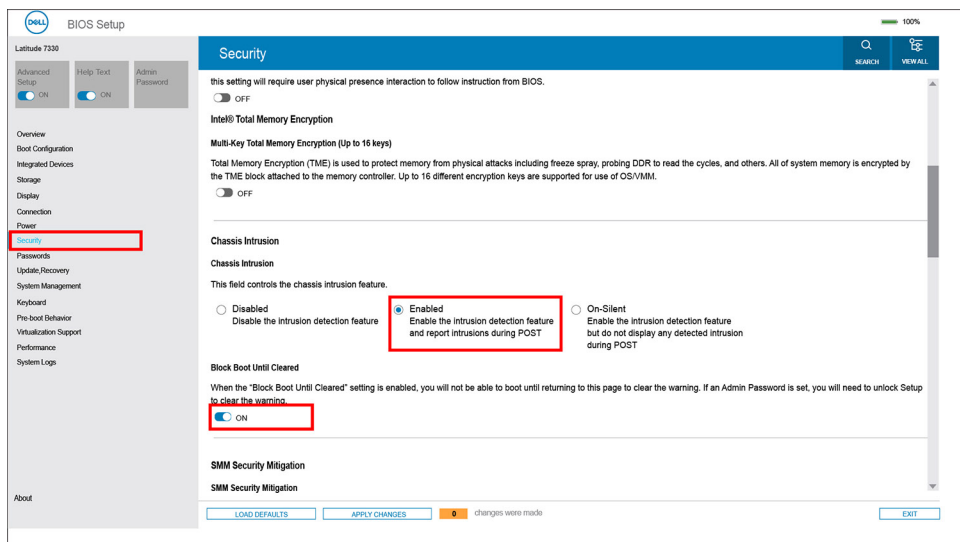 DELL
BIOS Setup
100%
Latitude 7330
Advanced
Setup
ON
Help Text
ON
Admin
Password
Overview
Boot Configuration
Integrated Devices
Storage
Display
Connection
Power
Security
Passwords
Update,Recovery
System Management
Keyboard
Pre-boot Behavior
Virtualization Support
Performance
System Logs
About
Security
SEARCH
VIEW ALL
this setting will require user physical presence interaction to follow instruction from BIOS.
OFF
Intel® Total Memory Encryption
Multi-Key Total Memory Encryption (Up to 16 keys)
Total Memory Encryption (TME) is used to protect memory from physical attacks including freeze spray, probing DDR to read the cycles, and others. All of system memory is encrypted by
the TME block attached to the memory controller. Up to 16 different encryption keys are supported for use of OS/VMM.
OFF
Chassis Intrusion
Chassis Intrusion
This field controls the chassis intrusion feature.
Disabled
Disable the intrusion detection feature
Enabled
Enable the intrusion detection feature
and report intrusions during POST
On-Silent
Enable the intrusion detection feature
but do not display any detected intrusion
during POST
Block Boot Until Cleared
When the “Block Boot Until Cleared” setting is enabled, you will not be able to boot until returning to this page to clear the warning. If an Admin Password is set, you will need to unlock Setup
to clear the warning.
ON
SMM Security Mitigation
SMM Security Mitigation
LOAD DEFAULTS
APPLY CHANGES
0
changes were made
EXIT